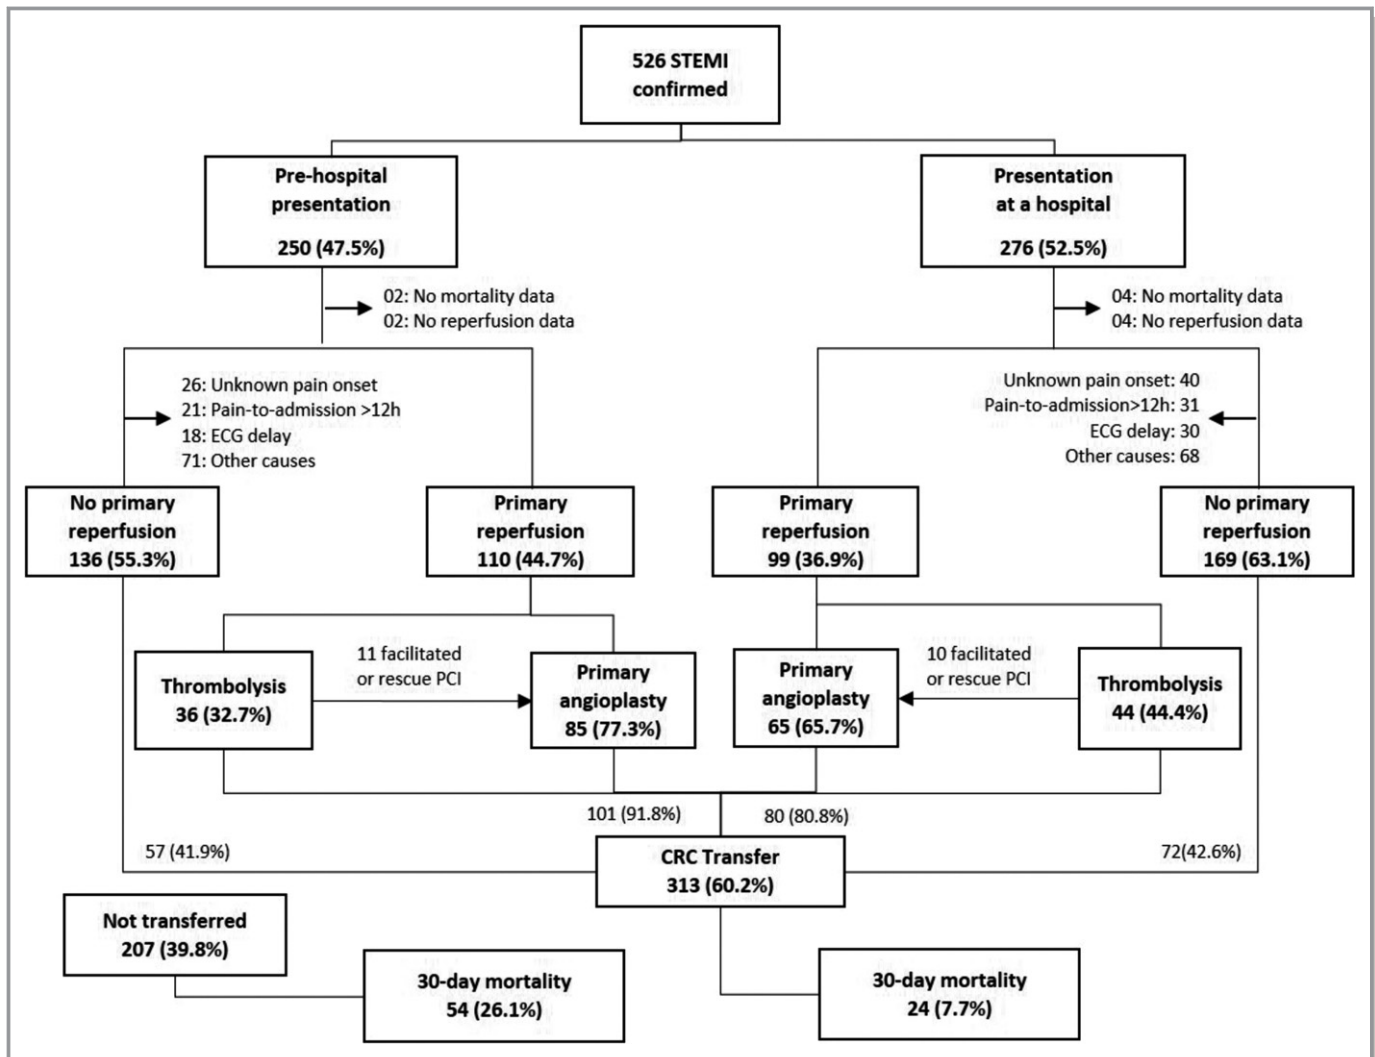 526 STEMI
confirmed
Pre-hospital
presentation
250 (47.5%)
Presentation
at a hospital
276 (52.5%)
02: No mortality data
02: No reperfusion data
04: No mortality data
04: No reperfusion data
26: Unknown pain onset
21: Pain-to-admission >12h
18: ECG delay
71: Other causes
Unknown pain onset: 40
Pain-to-admission>12h: 31
ECG delay: 30
Other causes: 68
No primary
reperfusion
136 (55.3%)
Primary
reperfusion
110 (44.7%)
Primary
reperfusion
99 (36.9%)
No primary
reperfusion
169 (63.1%)
Thrombolysis
36 (32.7%)
11 facilitated
or rescue PCI
Primary
angioplasty
85 (77.3%)
Primary
angioplasty
65 (65.7%)
10 facilitated
or rescue PCI
Thrombolysis
44 (44.4%)
101 (91.8%)
80 (80.8%)
57 (41.9%)
72(42.6%)
CRC Transfer
313 (60.2%)
Not transferred
207 (39.8%)
30-day mortality
54 (26.1%)
30-day mortality
24 (7.7%)